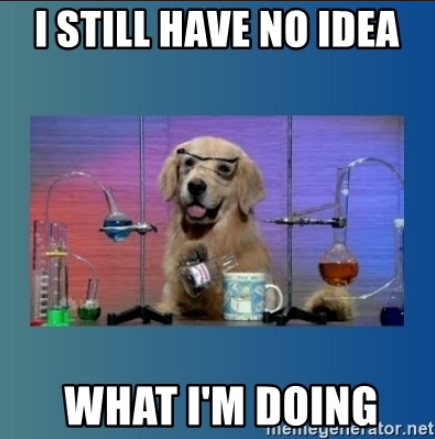 I STILL HAVE NO IDEA
WHAT I'M DOING
memegenerator.net